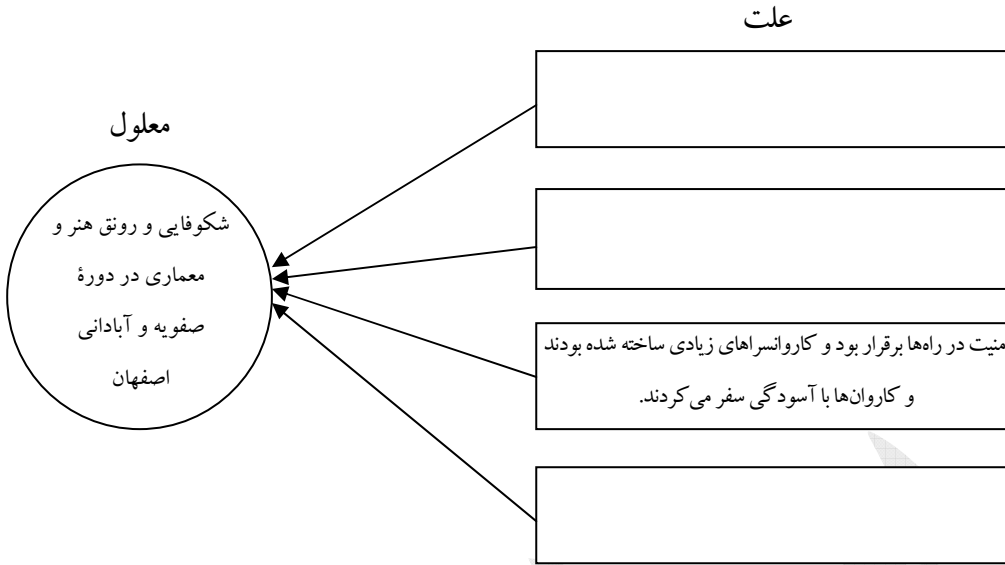 علت
معلول
شکوفایی و رونق هنر و
معماری در دورۀ
صفویه و آبادانی
اصفهان
منیت در راه‌ها برقرار بود و کاروانسراهای زیادی ساخته شده بودند
و کاروان‌ها با آسودگی سفر می‌کردند.